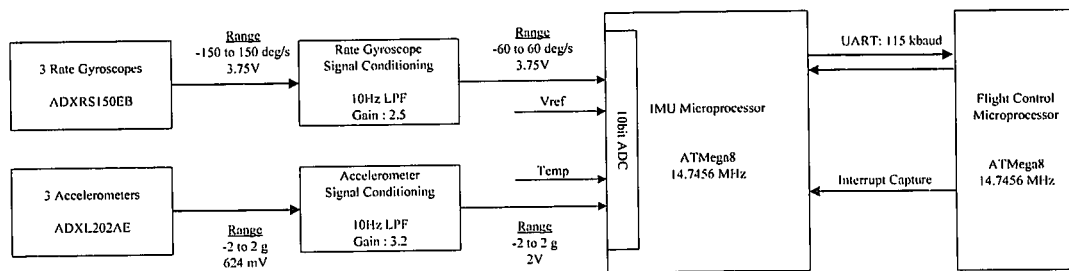 3 Rate Gyroscopes
ADXRS150EB
Range
-150 to 150 deg/s
3.75V
Rate Gyroscope
Signal Conditioning
10Hz LPF
Gain : 2.5
Range
-60 to 60 deg/s
3.75V
Vref
3 Accelerometers
ADXL202AE
Range
-2 to 2 g
624 mV
Accelerometer
Signal Conditioning
10Hz LPF
Gain : 3.2
Temp
Range
-2 to 2 g
2V
10bit ADC
IMU Microprocessor
ATMega8
14.7456 MHz
UART: 115 kbaud
Interrupt Capture
Flight Control
Microprocessor
ATMega8
14.7456 MHz